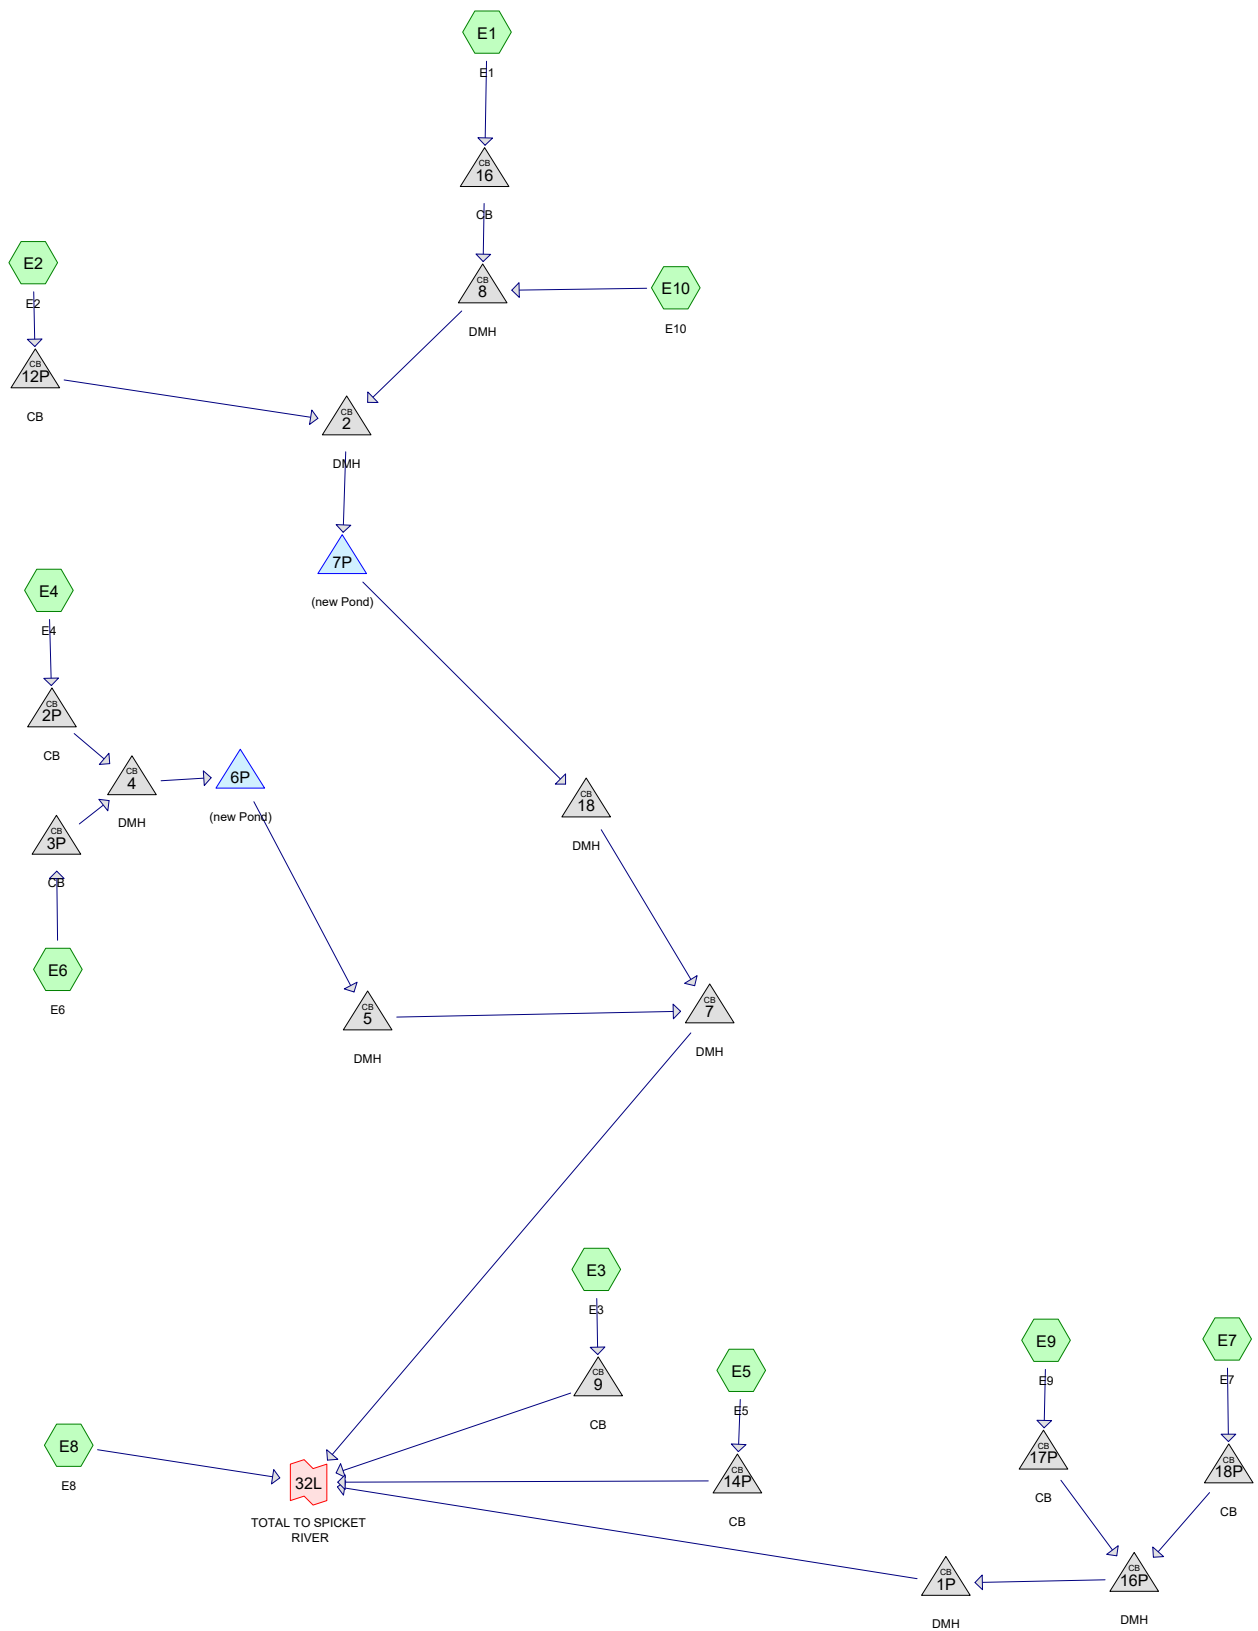 E1
E1
CB
16
CB
E2
E2
CB
8
DMH
E10
E10
CB
12P
CB
CB
2
DMH
7P
(new Pond)
E4
E4
CB
2P
CB
CB
4
DMH
6P
(new Pond)
CB
18
DMH
CB
3P
CB
E6
E6
CB
5
DMH
CB
7
DMH
E3
E3
CB
9
CB
E5
E5
CB
14P
CB
E9
E9
CB
17P
CB
E7
E7
CB
18P
CB
E8
E8
32L
TOTAL TO SPICKET
RIVER
CB
1P
DMH
CB
16P
DMH